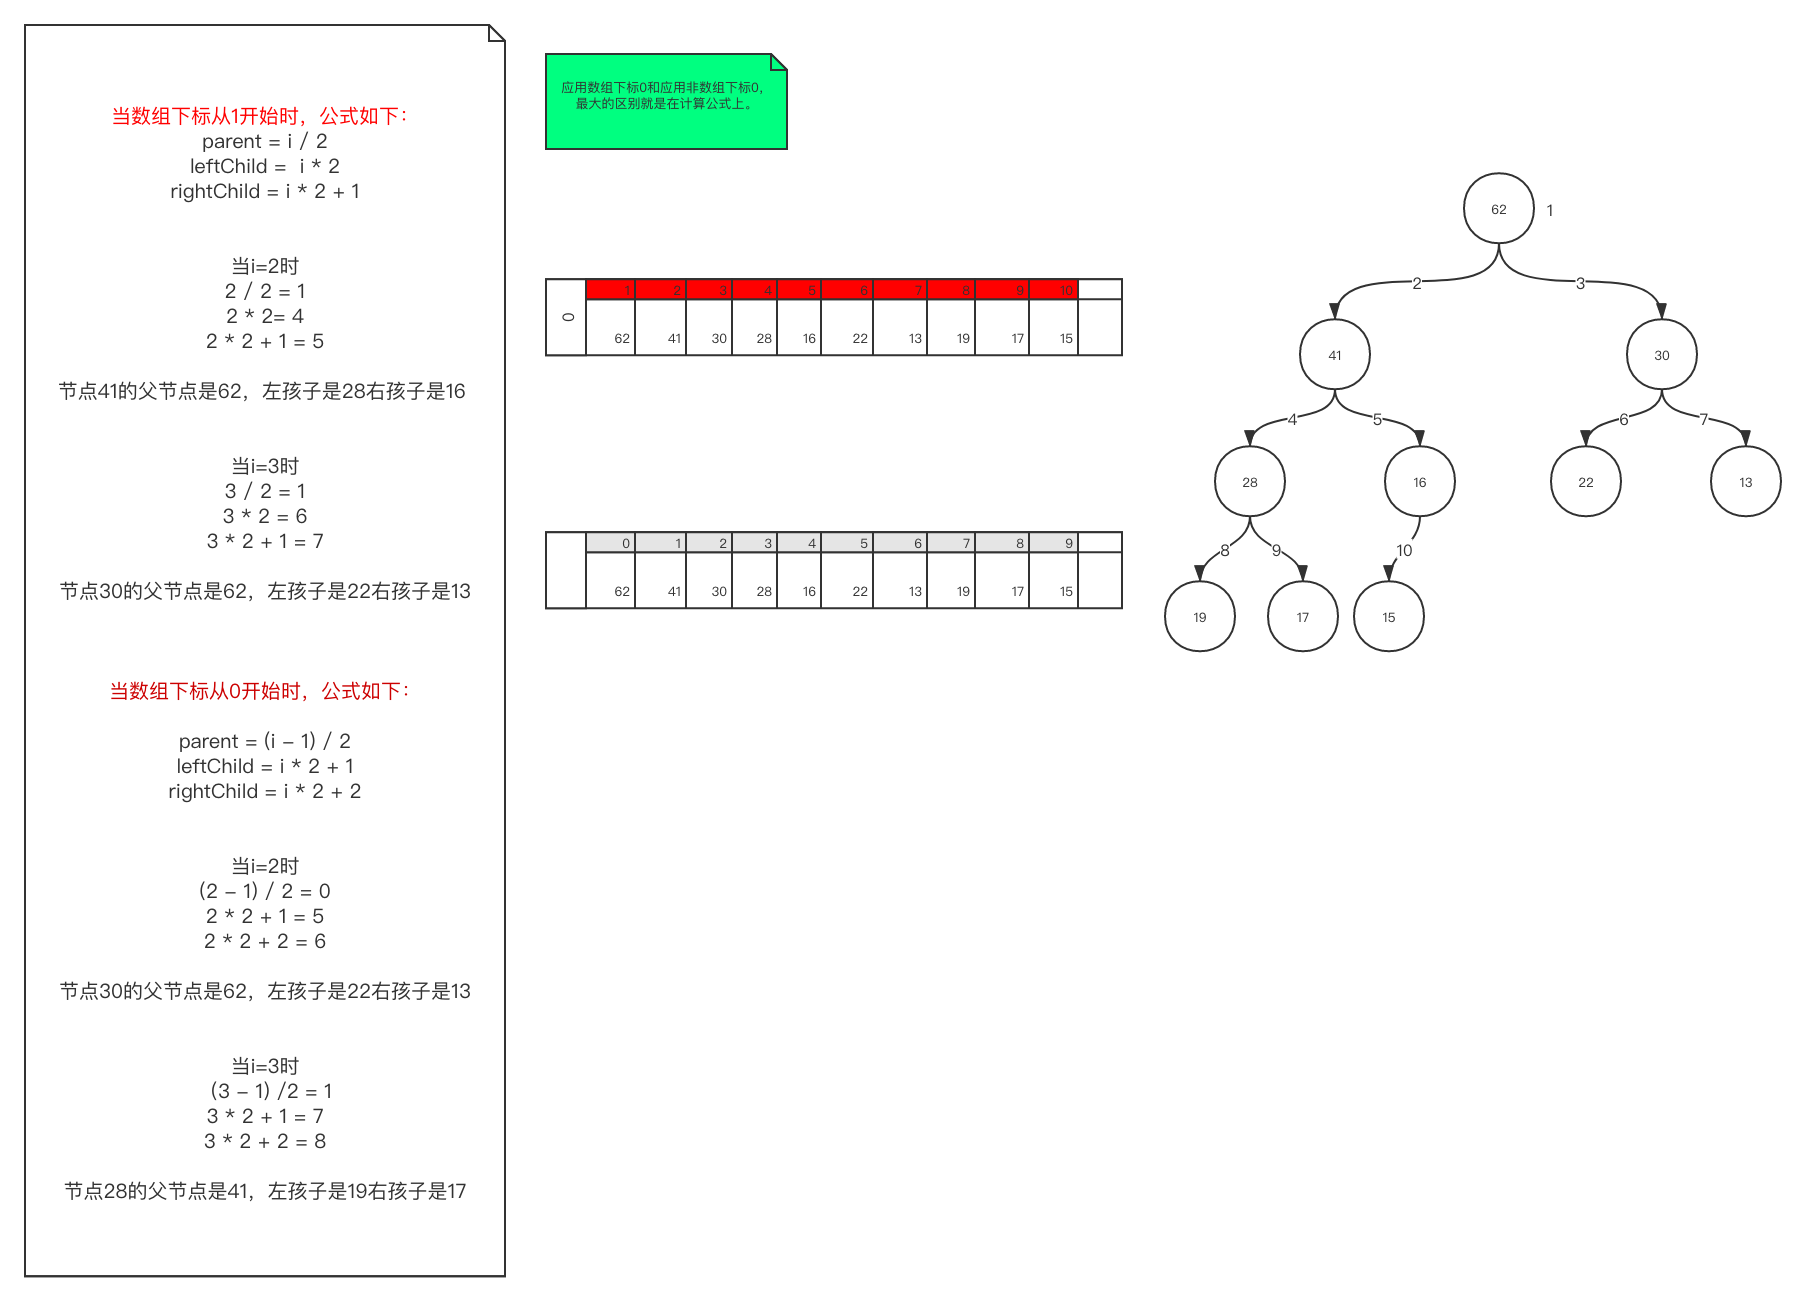 当数组下标从1开始时，公式如下：
parent = i / 2
leftChild =  i * 2
rightChild = i * 2 + 1
当i=2时
2 / 2 = 1
2 * 2= 4
2 * 2 + 1 = 5
节点41的父节点是62，左孩子是28右孩子是16
当i=3时
3 / 2 = 1
3 * 2 = 6
3 * 2 + 1 = 7
节点30的父节点是62，左孩子是22右孩子是13
当数组下标从0开始时，公式如下：
parent = (i - 1) / 2
leftChild = i * 2 + 1
rightChild = i * 2 + 2
当i=2时
(2 - 1) / 2 = 0
2 * 2 + 1 = 5
2 * 2 + 2 = 6
节点30的父节点是62，左孩子是22右孩子是13
当i=3时
(3 - 1) /2 = 1
3 * 2 + 1 = 7
3 * 2 + 2 = 8
节点28的父节点是41，左孩子是19右孩子是17
应用数组下标0和应用非数组下标0，
最大的区别就是在计算公式上。
0
1 2 3 4 5 6 7 8 9 10
62 41 30 28 16 22 13 19 17 15
0 1 2 3 4 5 6 7 8 9
62 41 30 28 16 22 13 19 17 15
62 1
2 3
41 30
4 5 6 7
28 16 22 13
8 9 10
19 17 15